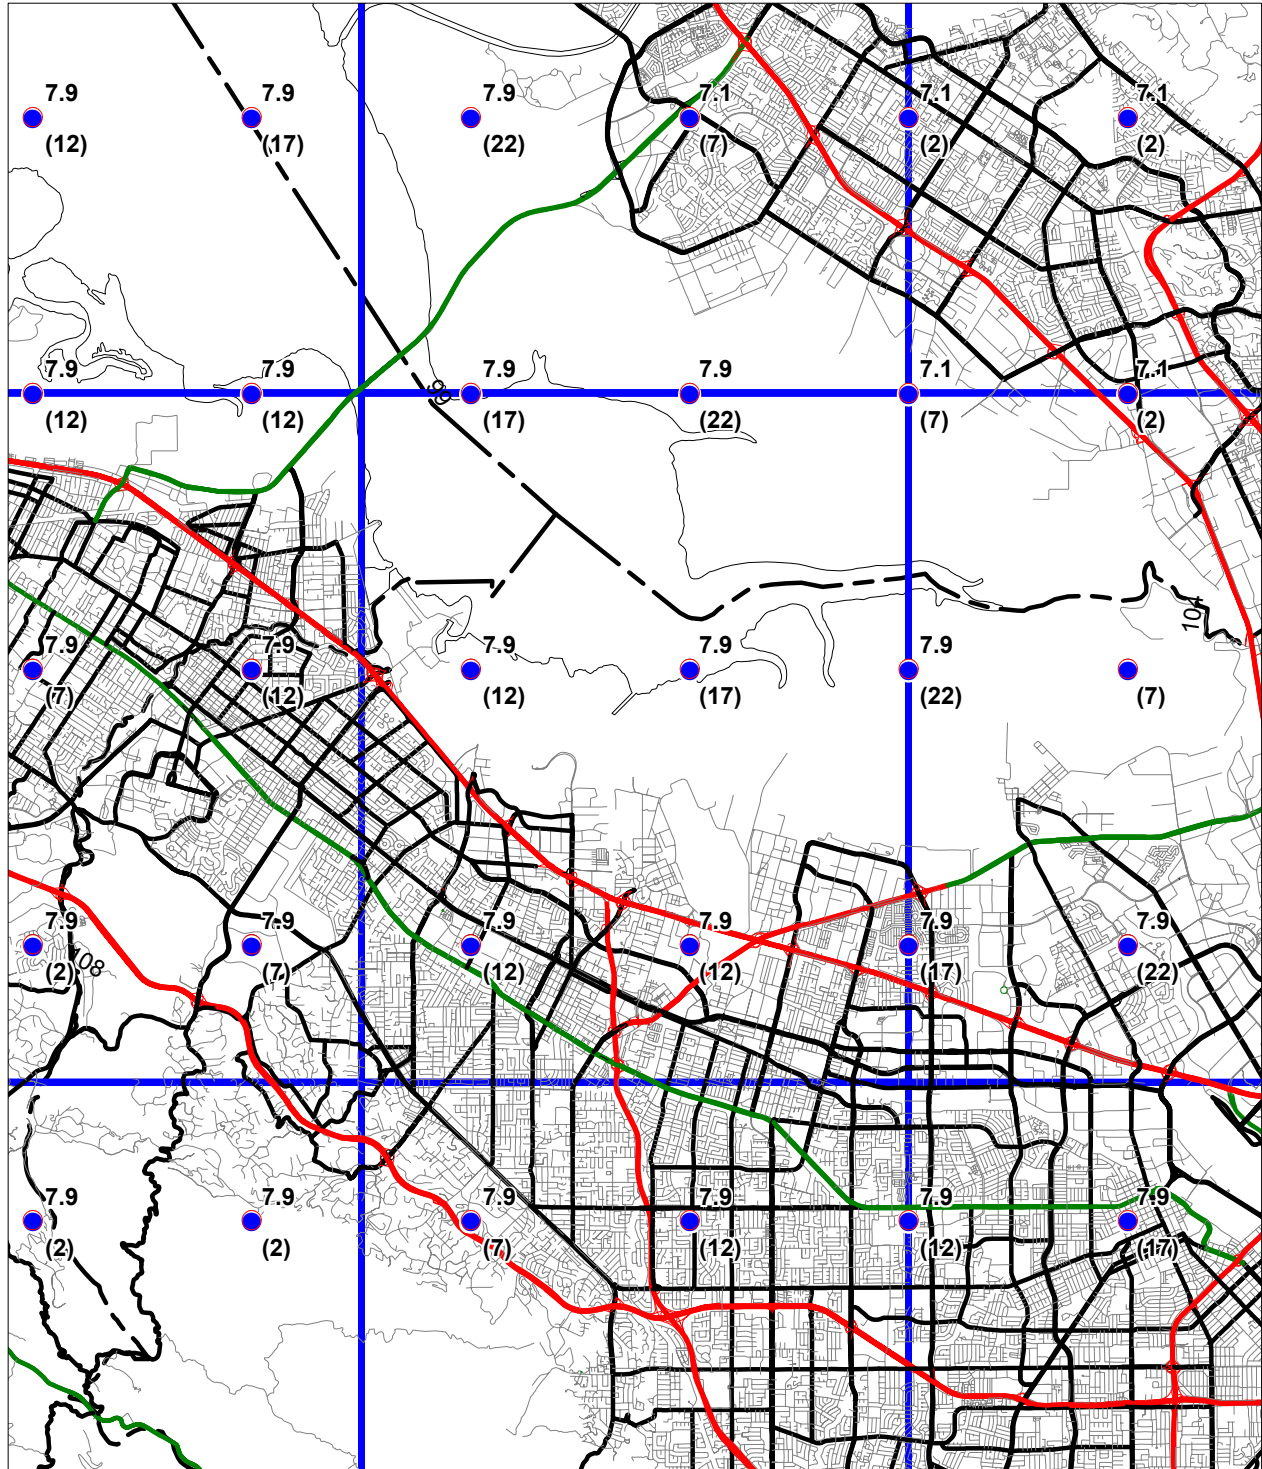 7.9 7.9 7.9 7.1 7.1 7.1
(12) (17) (22) (7) (2) (2)
7.9 7.9 7.9 7.9 7.1 7.1
99
(12) (12) (17) (22) (7) (2)
104
7.9 7.9 7.9 7.9 7.9
(7) (12) (12) (17) (22) (7)
7.9 7.9 7.9 7.9 7.9 7.9
(2) 108 (7) (12) (12) (17) (22)
7.9 7.9 7.9 7.9 7.9 7.9
(2) (2) (7) (12) (12) (17)